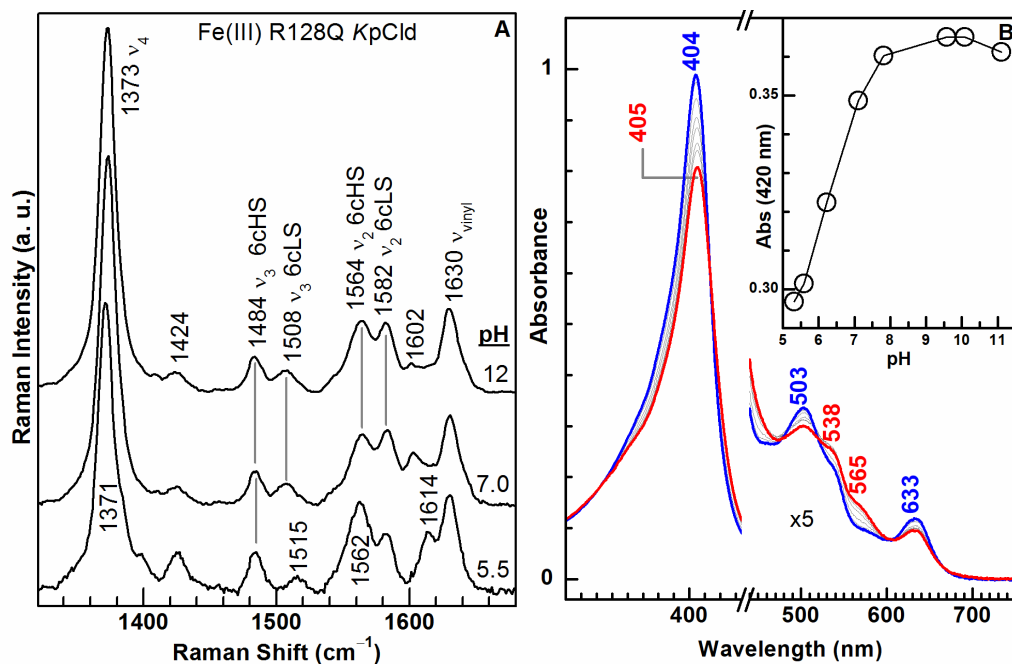 Fe(III) R128Q KpCld
A
1373 ν4
1424
1484 ν3 6cHS
1508 ν3 6cLS
1564 ν2 6cHS
1582 ν2 6cLS
1602
1630 νvinyl
pH
12
7.0
5.5
1371
1515
1562
1614
Raman Intensity (a. u.)
1400
1500
1600
Raman Shift (cm⁻¹)
B
404
405
1
0
Absorbance
503
538
565
633
x5
400
500
600
700
Wavelength (nm)
0.35
0.30
Abs (420 nm)
5 6 7 8 9 10 11
pH